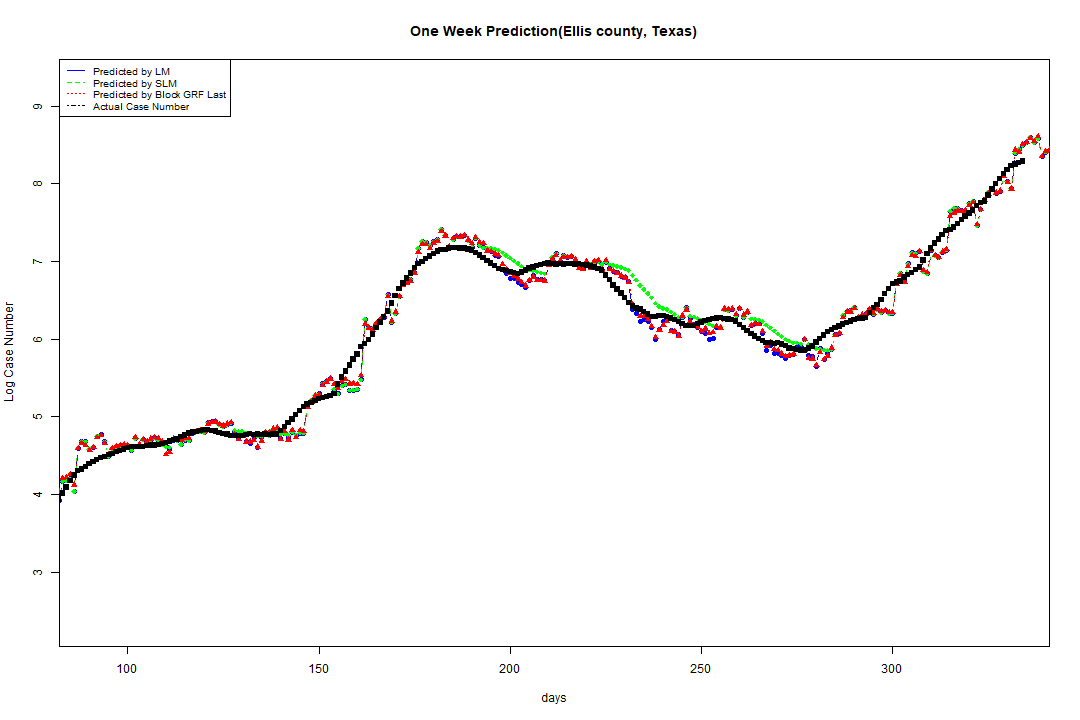 One Week Prediction(Ellis county, Texas)
Predicted by LM
Predicted by SLM
Predicted by Block GRF Last
Actual Case Number
9
8
7
6
5
4
3
Log Case Number
100 150 200 250 300
days